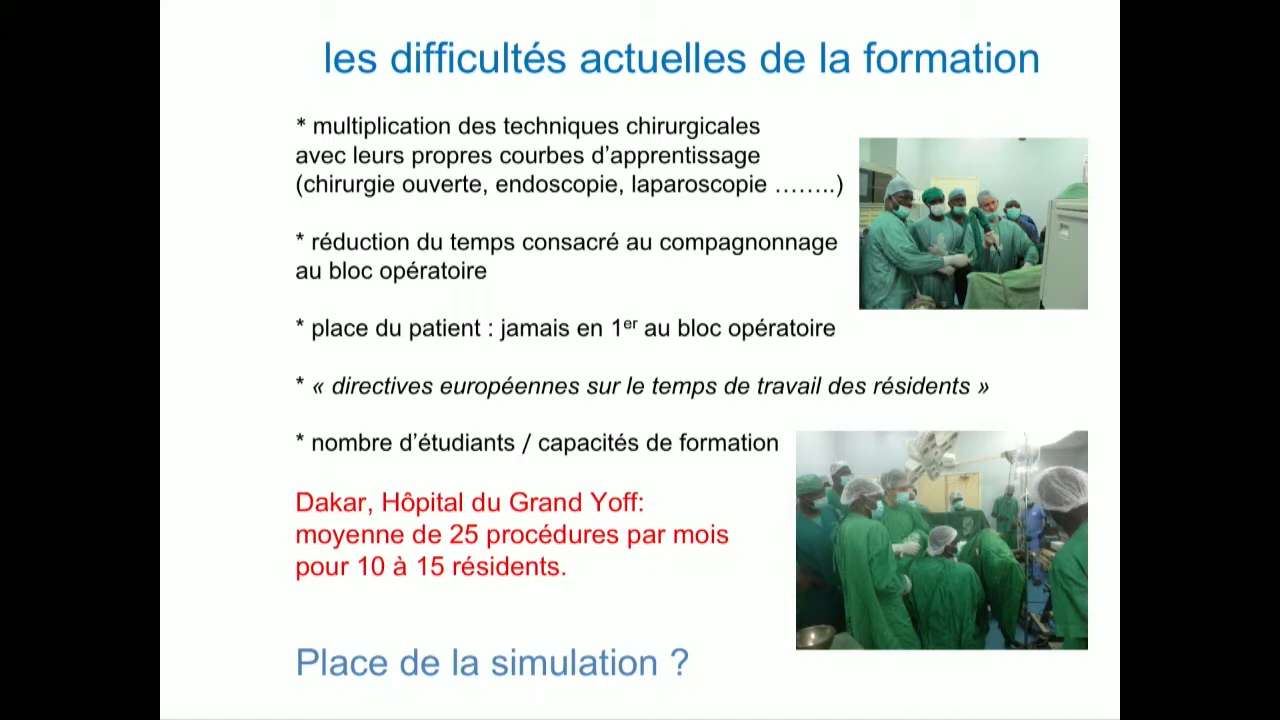 les difficultés actuelles de la formation
* multiplication des techniques chirurgicales
avec leurs propres courbes d’apprentissage
(chirurgie ouverte, endoscopie, laparoscopie ……..)
* réduction du temps consacré au compagnonnage
au bloc opératoire
* place du patient : jamais en 1er au bloc opératoire
* « directives européennes sur le temps de travail des résidents »
* nombre d’étudiants / capacités de formation
Dakar, Hôpital du Grand Yoff:
moyenne de 25 procédures par mois
pour 10 à 15 résidents.
Place de la simulation ?